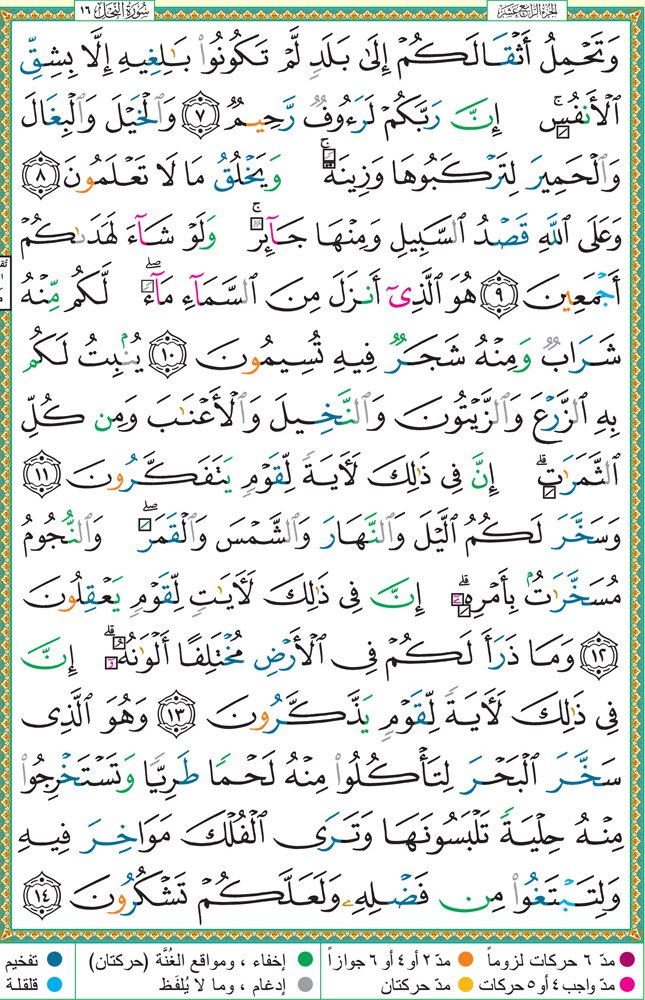 الجزء الرابع عشر
سورة النحل ١٦
وَتَحْمِلُ أَثْقَالَكُمْ إِلَىٰ بَلَدٍ لَّمْ تَكُونُوا۟ بَـٰلِغِيهِ إِلَّا بِشِقِّ
ٱلْأَنفُسِ ۚ إِنَّ رَبَّكُمْ لَرَءُوفٌ رَّحِيمٌ ٧ وَٱلْخَيْلَ وَٱلْبِغَالَ
وَٱلْحَمِيرَ لِتَرْكَبُوهَا وَزِينَةً ۚ وَيَخْلُقُ مَا لَا تَعْلَمُونَ ٨
وَعَلَى ٱللَّهِ قَصْدُ ٱلسَّبِيلِ وَمِنْهَا جَآئِرٌ ۚ وَلَوْ شَآءَ لَهَدَىٰكُمْ
أَجْمَعِينَ ٩ هُوَ ٱلَّذِىٓ أَنزَلَ مِنَ ٱلسَّمَآءِ مَآءً ۖ لَّكُم مِّنْهُ
شَرَابٌ وَمِنْهُ شَجَرٌ فِيهِ تُسِيمُونَ ١٠ يُنۢبِتُ لَكُم
بِهِ ٱلزَّرْعَ وَٱلزَّيْتُونَ وَٱلنَّخِيلَ وَٱلْأَعْنَـٰبَ وَمِن كُلِّ
ٱلثَّمَرَٰتِ ۗ إِنَّ فِى ذَٰلِكَ لَـَٔايَةً لِّقَوْمٍ يَتَفَكَّرُونَ ١١
وَسَخَّرَ لَكُمُ ٱلَّيْلَ وَٱلنَّهَارَ وَٱلشَّمْسَ وَٱلْقَمَرَ ۖ وَٱلنُّجُومُ
مُسَخَّرَٰتٌۢ بِأَمْرِهِۦٓ ۗ إِنَّ فِى ذَٰلِكَ لَـَٔايَـٰتٍ لِّقَوْمٍ يَعْقِلُونَ
١٢ وَمَا ذَرَأَ لَكُمْ فِى ٱلْأَرْضِ مُخْتَلِفًا أَلْوَٰنُهُۥٓ ۗ إِنَّ
فِى ذَٰلِكَ لَـَٔايَةً لِّقَوْمٍ يَذَّكَّرُونَ ١٣ وَهُوَ ٱلَّذِى
سَخَّرَ ٱلْبَحْرَ لِتَأْكُلُوا۟ مِنْهُ لَحْمًا طَرِيًّا وَتَسْتَخْرِجُوا۟
مِنْهُ حِلْيَةً تَلْبَسُونَهَا وَتَرَى ٱلْفُلْكَ مَوَاخِرَ فِيهِ
وَلِتَبْتَغُوا۟ مِن فَضْلِهِۦ وَلَعَلَّكُمْ تَشْكُرُونَ ١٤
مدّ ٦ حركات لزوماً مدّ ٢ أو ٤ أو ٦ جوازاً إخفاء ، ومواقع الغُنَّة (حركتان) تفخيم
مدّ واجب ٤ أو ٥ حركات مدّ حركتان إدغام ، وما لا يُلفَظ قلقلة